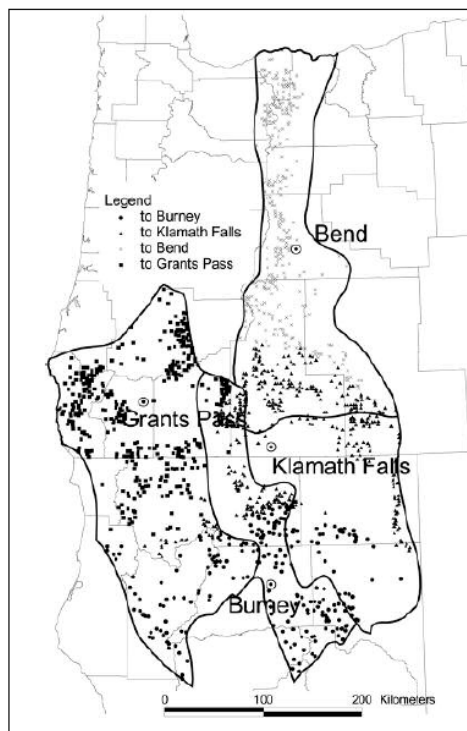 Legend
to Burney
to Klamath Falls
to Bend
to Grants Pass
Bend
Grants Pass
Klamath Falls
Burney
0 100 200 Kilometers